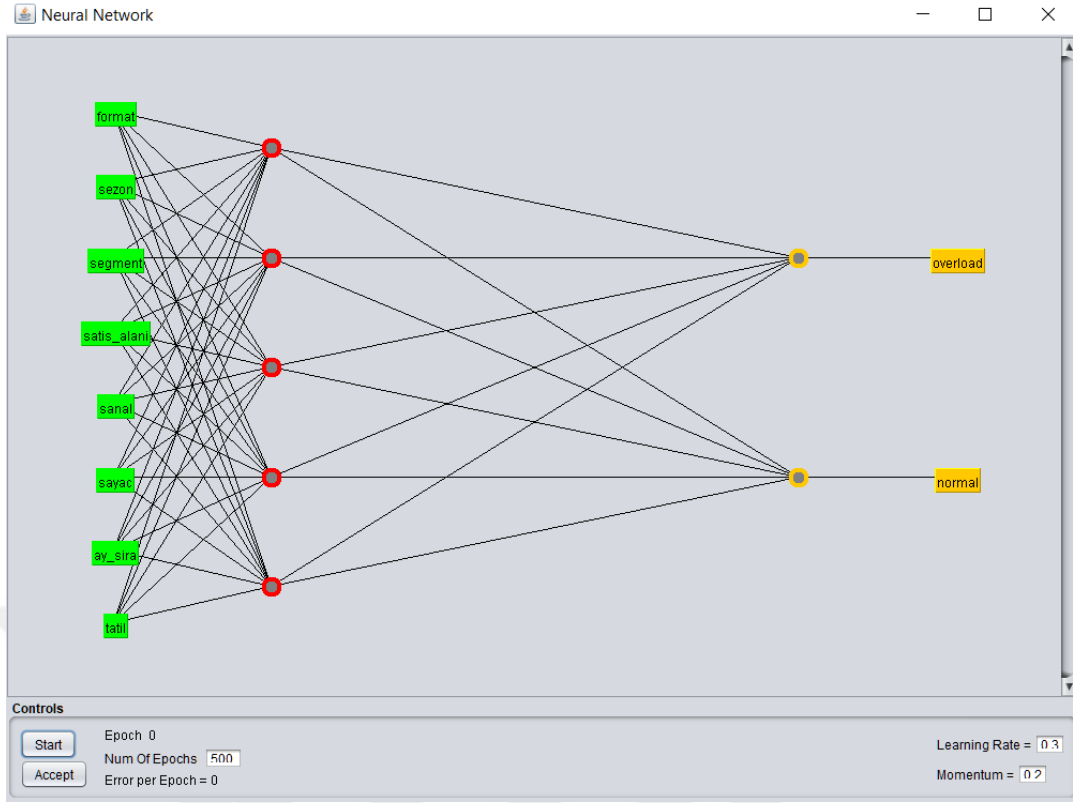 Neural Network
format
sezon
segment
overload
satis_alani
sanal
sayac
normal
ay_sira
tatil
Controls
Start
Accept
Epoch 0
Num Of Epochs 500
Error per Epoch = 0
Learning Rate = 0.3
Momentum = 0.2